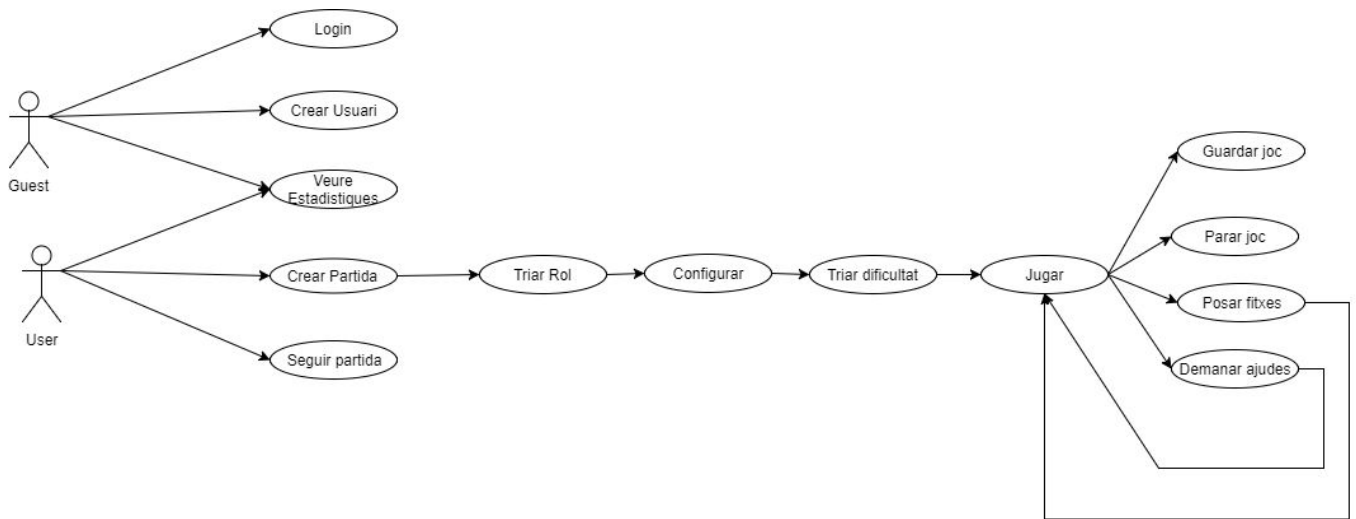 Login
Crear Usuari
Guest
Veure
Estadistiques
User
Crear Partida
Triar Rol
Configurar
Triar dificultat
Jugar
Seguir partida
Guardar joc
Parar joc
Posar fitxes
Demanar ajudes